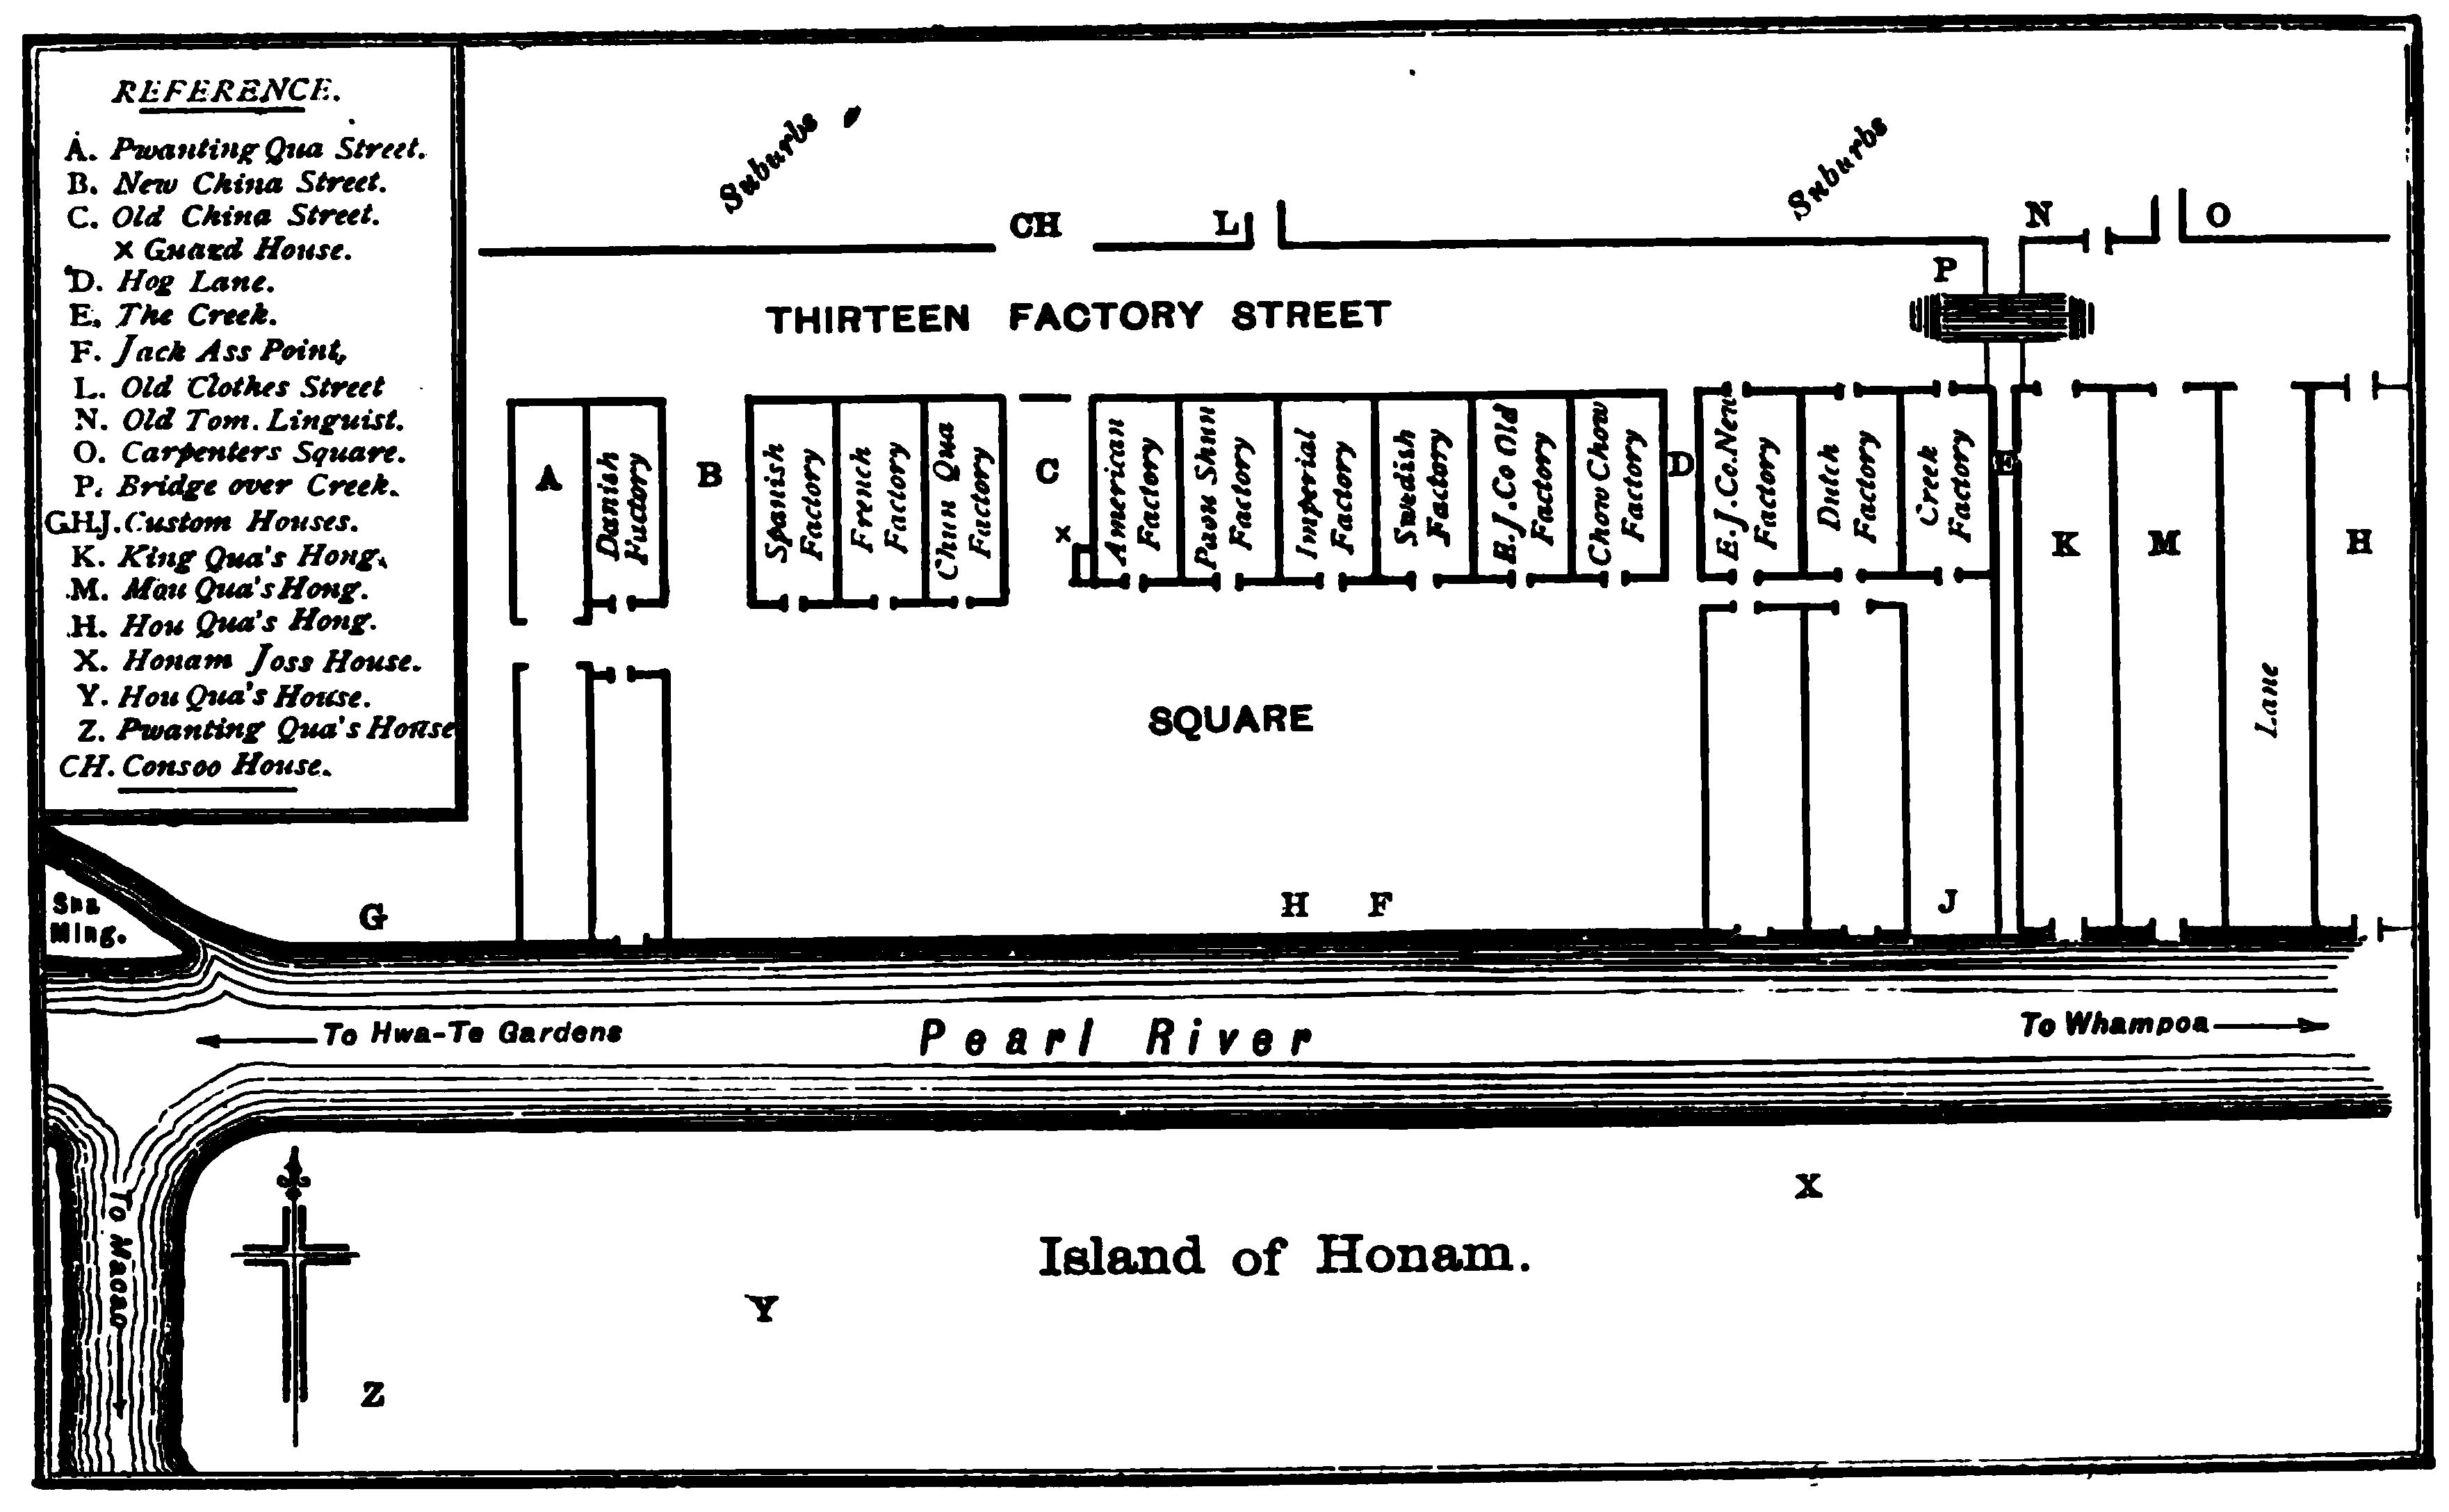 REFERENCE.
A. Pwanting Qua Street.
B. New China Street.
C. Old China Street.
x Guard House.
D. Hog Lane.
E. The Creek.
F. Jack Ass Point,
L. Old Clothes Street
N. Old Tom. Linguist.
O. Carpenters Square.
P. Bridge over Creek.
G.H.J. Custom Houses.
K. King Qua's Hong.
M. Mou Qua's Hong.
H. Hou Qua's Hong.
X. Honam Joss House.
Y. Hou Qua's House.
Z. Pwanting Qua's House
CH. Consoo House.
Suburbs
Suburbs
CH
L
N
O
P
THIRTEEN FACTORY STREET
A
Danish
Factory
B
Spanish
Factory
French
Factory
Chun Qua
Factory
C
x
American
Factory
Paou Shun
Factory
Imperial
Factory
Swedish
Factory
E.J.Co Old
Factory
Chow Chow
Factory
D
E.J.Co.New
Factory
Dutch
Factory
Creek
Factory
E
K
M
H
Lane
SQUARE
Sha
Ming.
G
H
F
J
To Hwa-Te Gardens
Pearl River
To Whampoa
To Macao
X
Island of Honam.
Y
Z